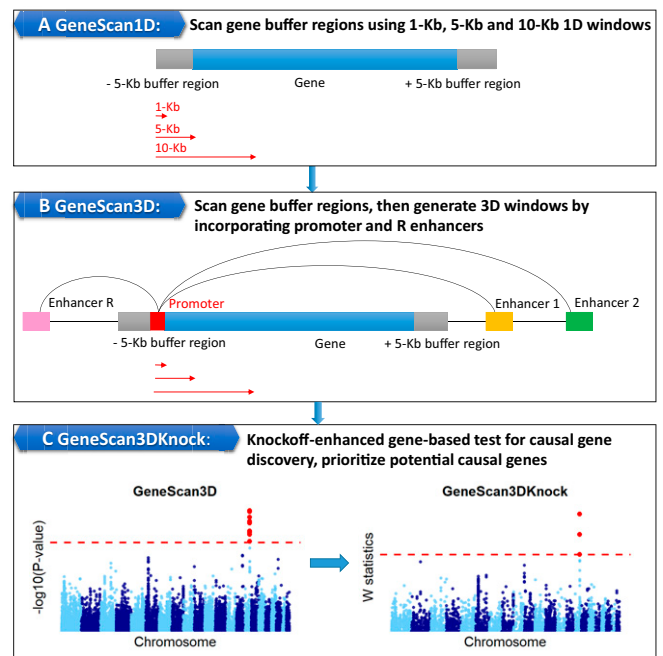 A GeneScan1D:
Scan gene buffer regions using 1-Kb, 5-Kb and 10-Kb 1D windows
- 5-Kb buffer region
Gene
+ 5-Kb buffer region
1-Kb
5-Kb
10-Kb
B GeneScan3D:
Scan gene buffer regions, then generate 3D windows by
incorporating promoter and R enhancers
Enhancer R
Promoter
Enhancer 1
Enhancer 2
- 5-Kb buffer region
Gene
+ 5-Kb buffer region
C GeneScan3DKnock:
Knockoff-enhanced gene-based test for causal gene
discovery, prioritize potential causal genes
GeneScan3D
-log10(P-value)
Chromosome
GeneScan3DKnock
W statistics
Chromosome